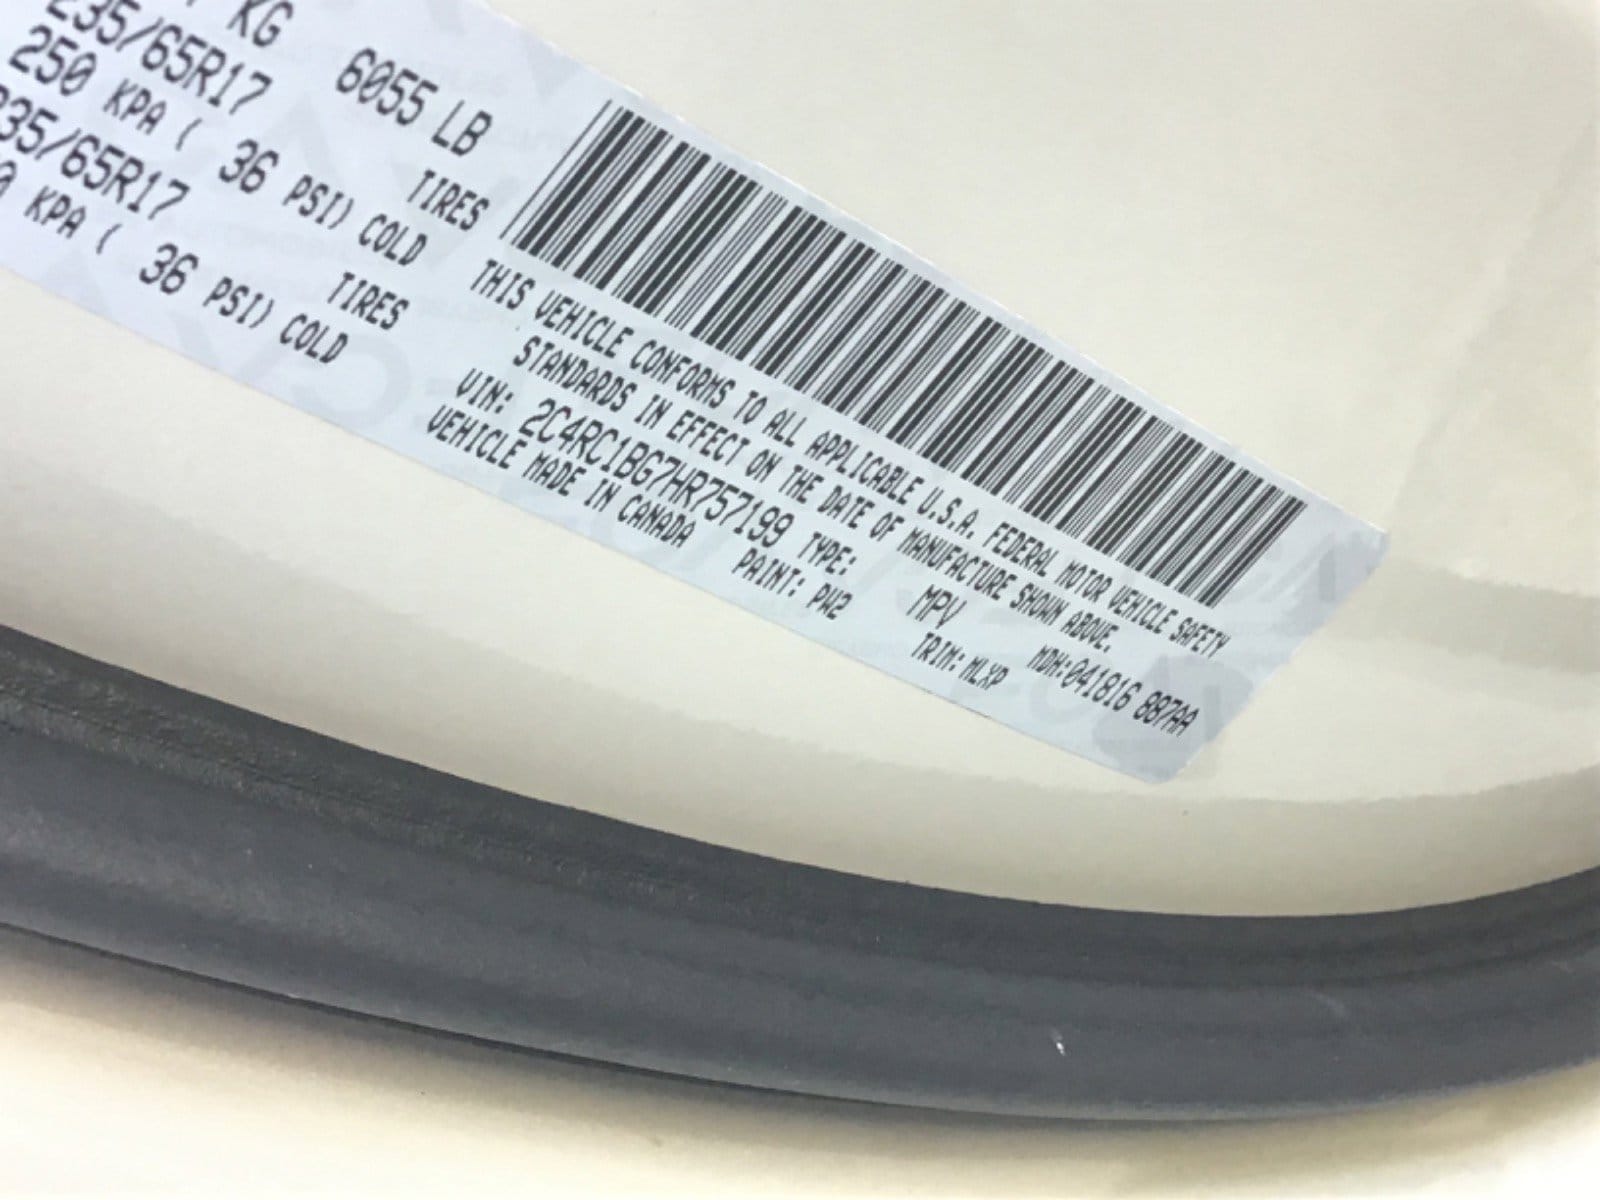 KG 6055 LB
235/65R17 TIRES
250 KPA ( 36 PSI) COLD
235/65R17 TIRES
KPA ( 36 PSI) COLD
THIS VEHICLE CONFORMS TO ALL APPLICABLE U.S.A. FEDERAL MOTOR VEHICLE SAFETY
STANDARDS IN EFFECT ON THE DATE OF MANUFACTURE SHOWN ABOVE.
VIN: 2C4RC1BG7HR757199 TYPE: MPV MDH:041816 887AA
VEHICLE MADE IN CANADA PAINT: PW2 TRIM: MLXP